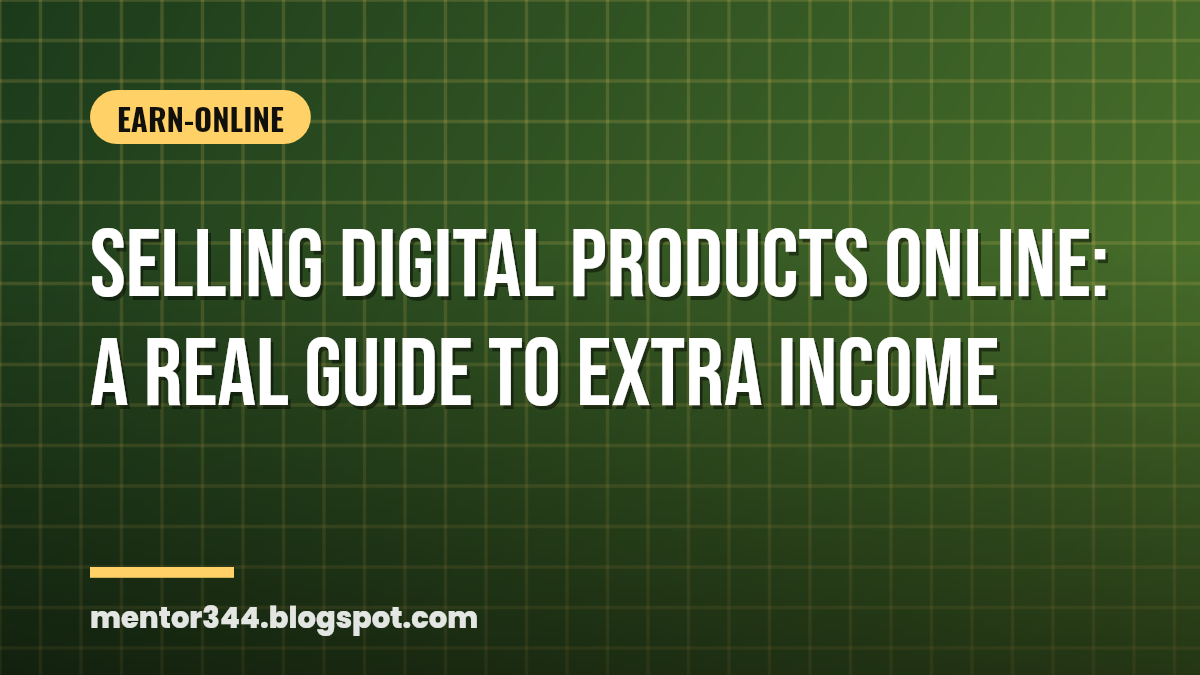 EARN-ONLINE
SELLING DIGITAL PRODUCTS ONLINE:
A REAL GUIDE TO EXTRA INCOME
mentor344.blogspot.com